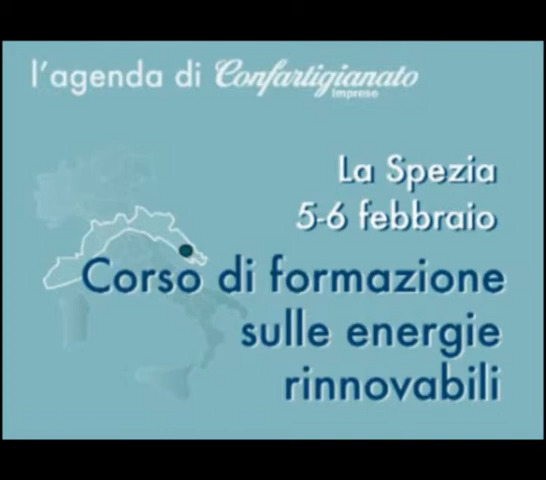 l'agenda di Confartigianato
Imprese
La Spezia
5-6 febbraio
Corso di formazione
sulle energie
rinnovabili